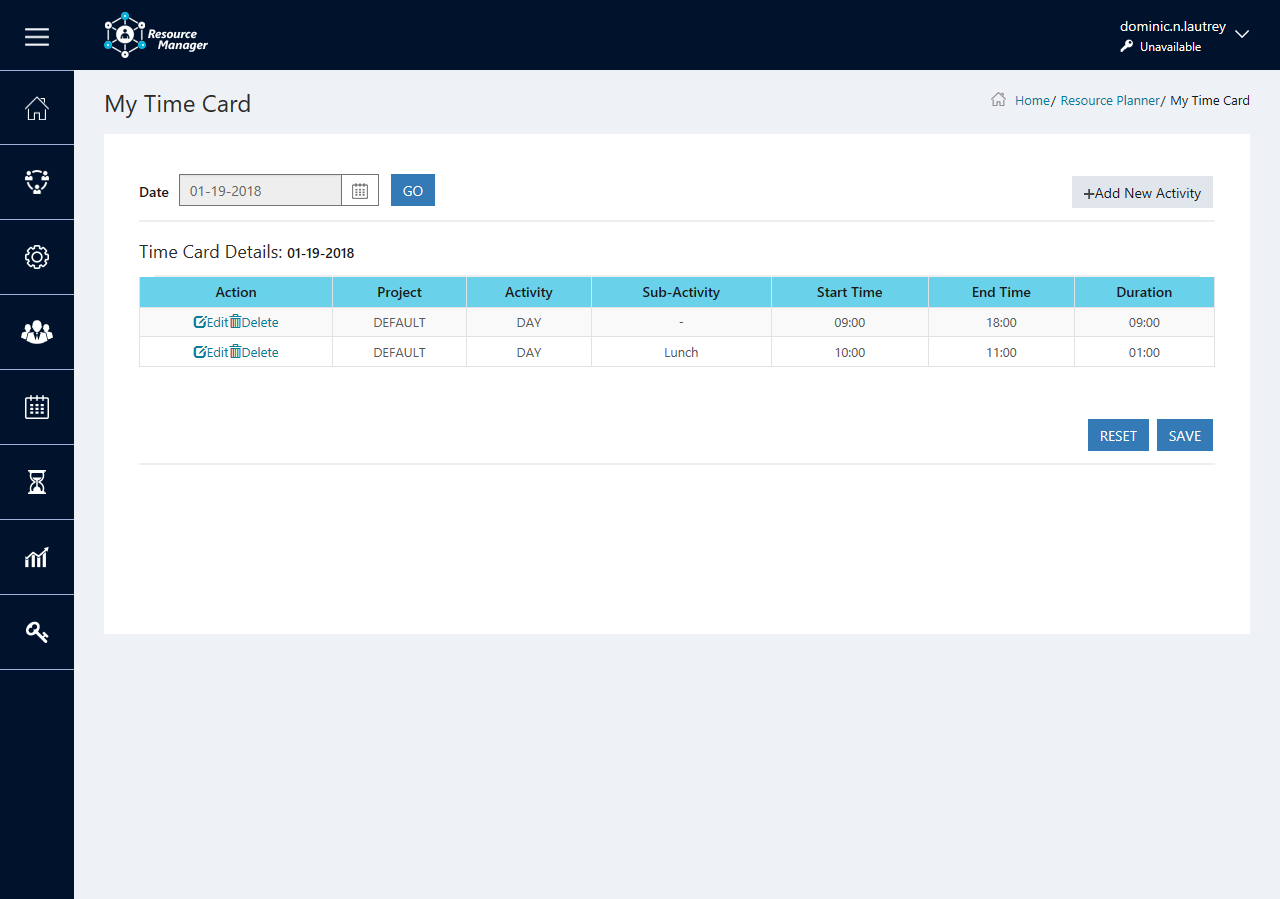 Resource
Manager
dominic.n.lautrey
Unavailable
My Time Card
Home/ Resource Planner/ My Time Card
Date 01-19-2018 GO
+Add New Activity
Time Card Details: 01-19-2018
Action Project Activity Sub-Activity Start Time End Time Duration
Edit Delete DEFAULT DAY - 09:00 18:00 09:00
Edit Delete DEFAULT DAY Lunch 10:00 11:00 01:00
RESET SAVE